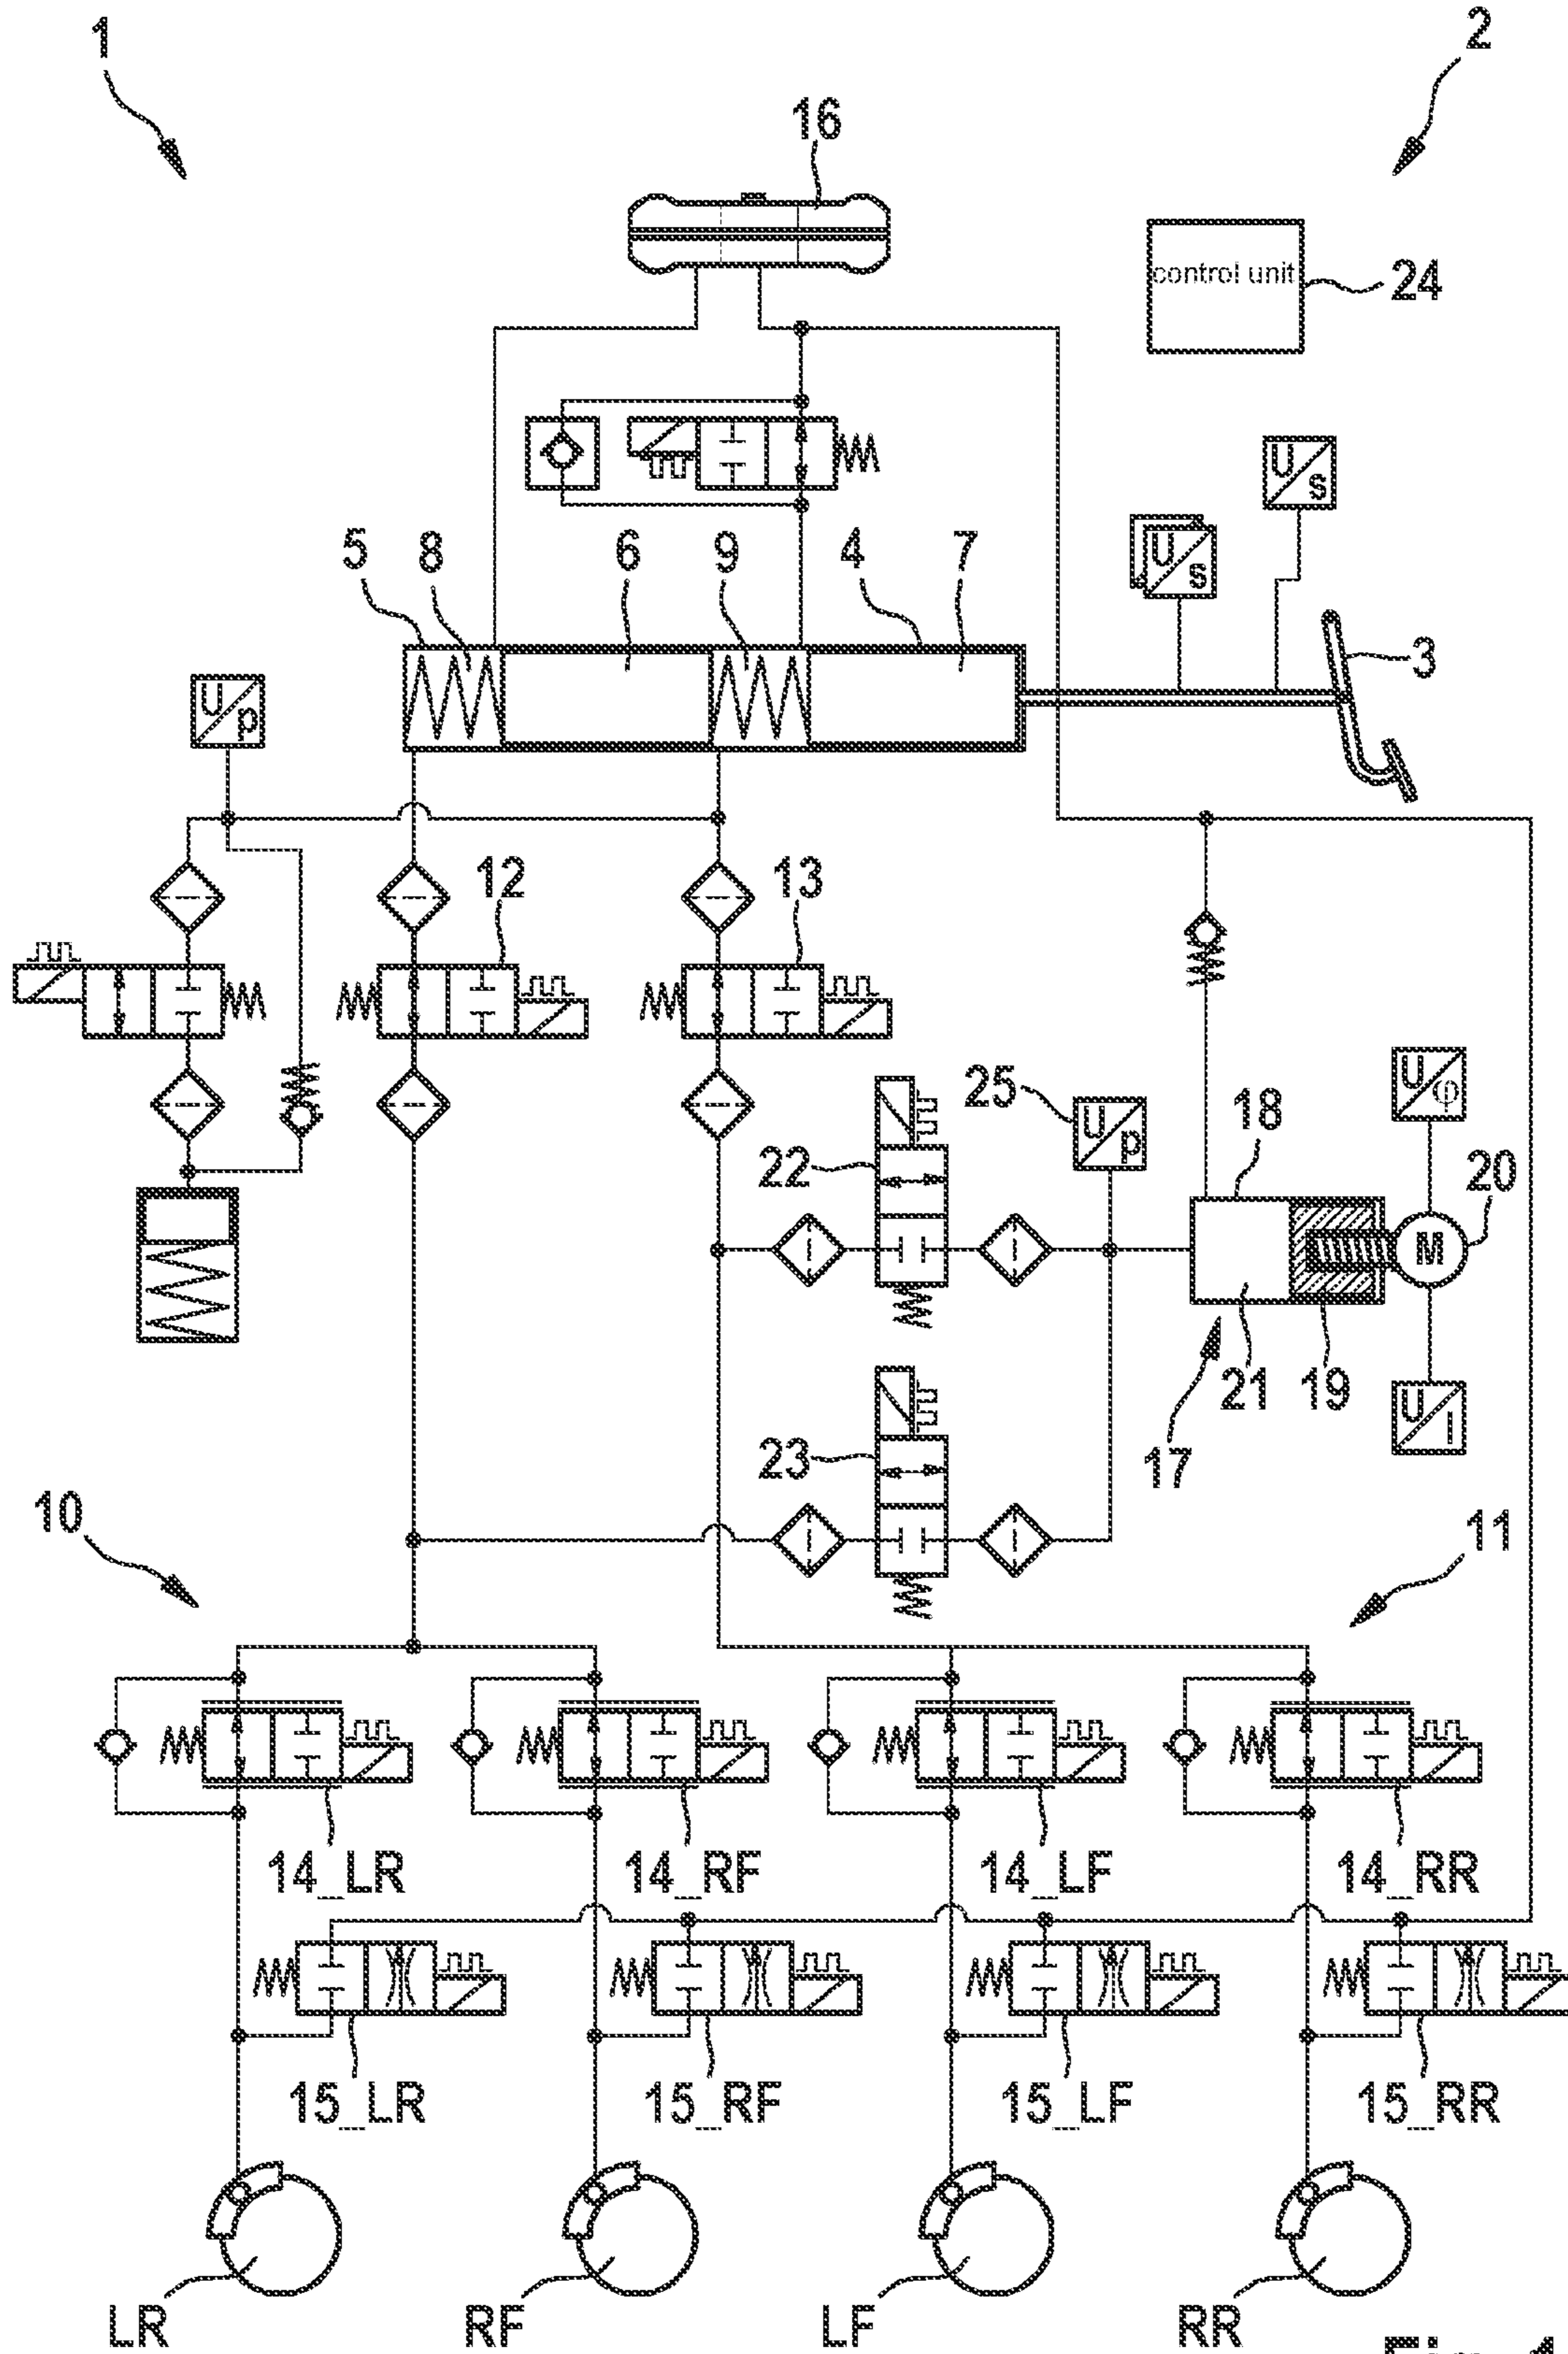 1
2
16
control unit
24
U
s
U
s
5
8
6
9
4
7
3
U
p
12
13
25
U
p
18
U
φ
22
20
M
21
19
U
I
23
17
10
11
14_LR
14_RF
14_LF
14_RR
15_LR
15_RF
15_LF
15_RR
LR
RF
LF
RR